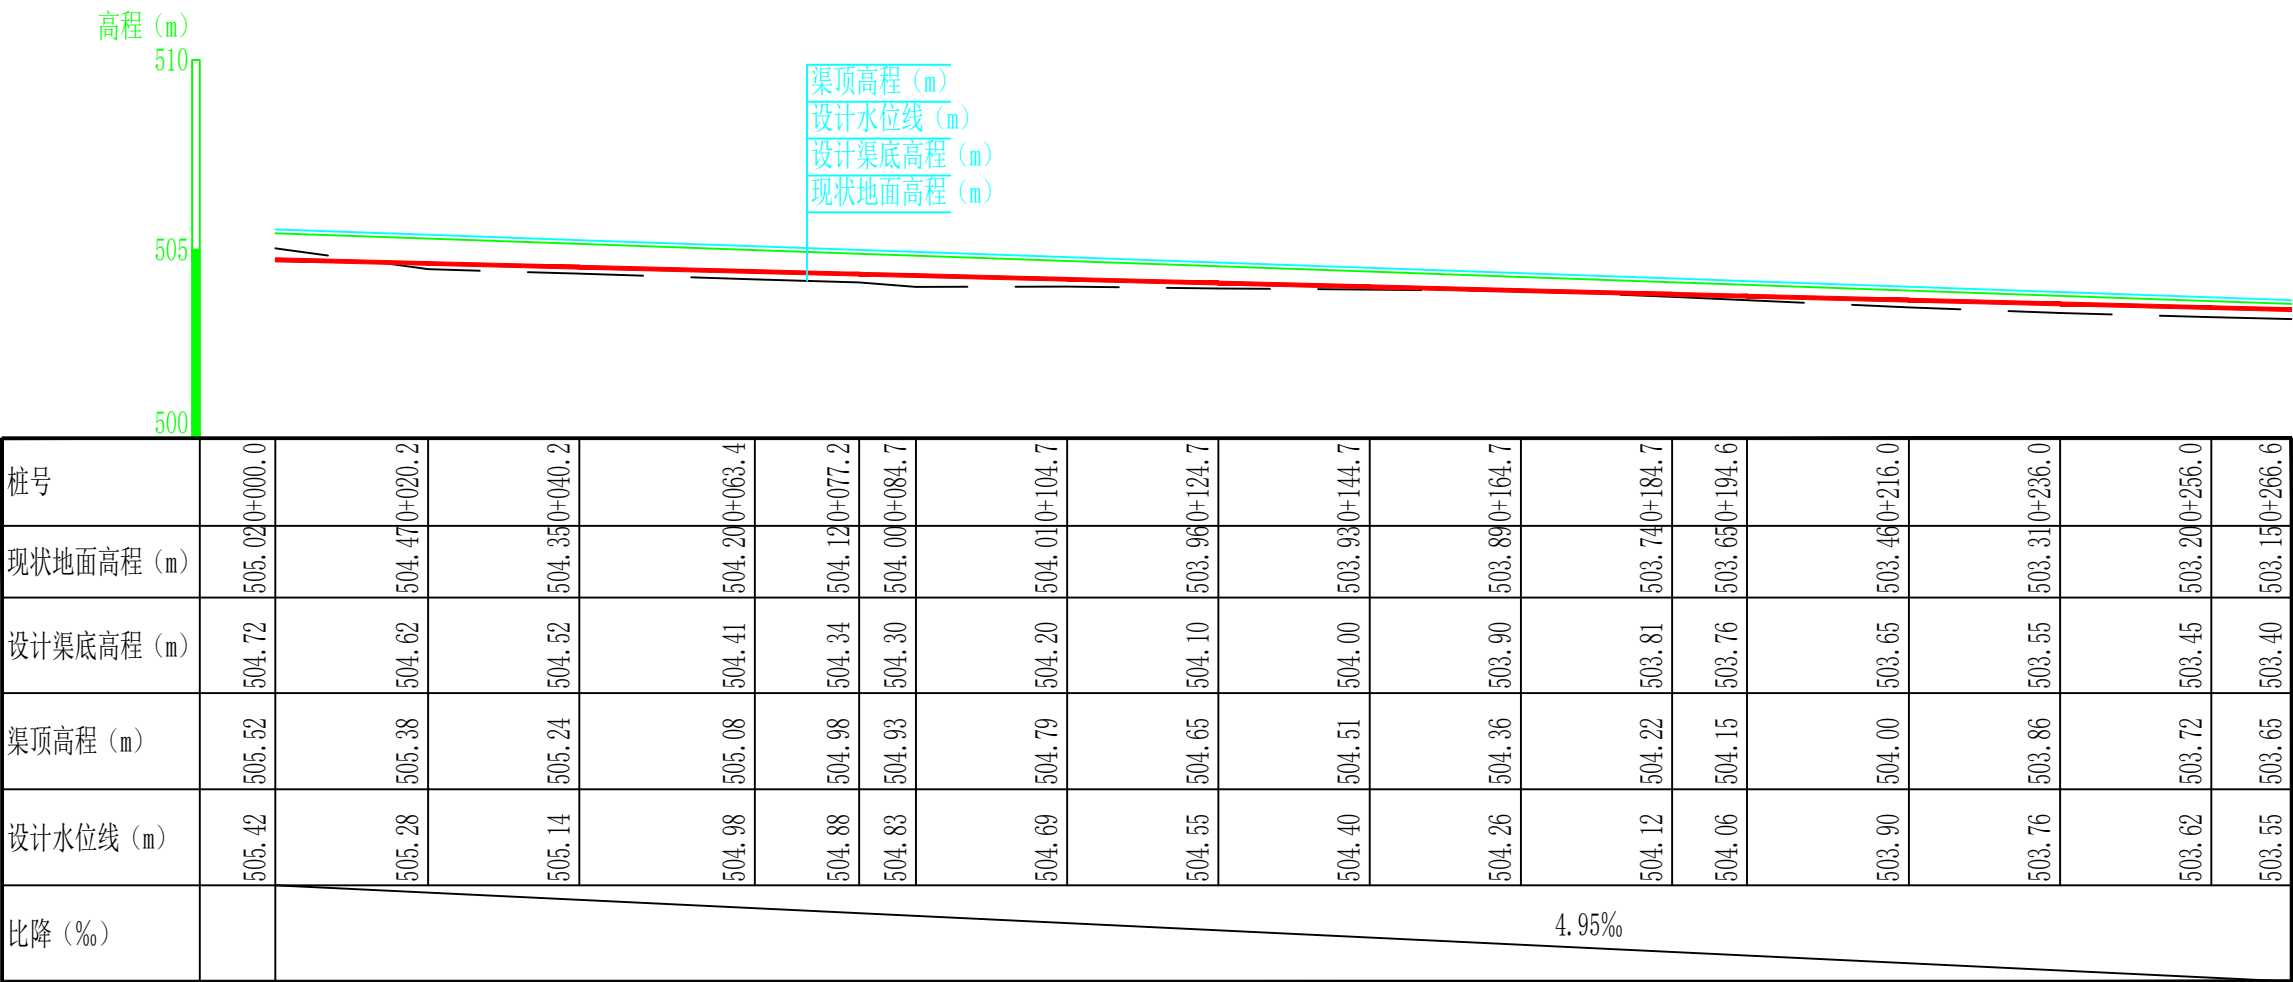 高程（m）
510
505
500
渠顶高程（m）
设计水位线（m）
设计渠底高程（m）
现状地面高程（m）
桩号 0+000.0 0+020.2 0+040.2 0+063.4 0+077.2 0+084.7 0+104.7 0+124.7 0+144.7 0+164.7 0+184.7 0+194.6 0+216.0 0+236.0 0+256.0 0+266.6
现状地面高程（m） 505.02 504.47 504.35 504.20 504.12 504.00 504.01 503.96 503.93 503.89 503.74 503.65 503.46 503.31 503.20 503.15
设计渠底高程（m） 504.72 504.62 504.52 504.41 504.34 504.30 504.20 504.10 504.00 503.90 503.81 503.76 503.65 503.55 503.45 503.40
渠顶高程（m） 505.52 505.38 505.24 505.08 504.98 504.93 504.79 504.65 504.51 504.36 504.22 504.15 504.00 503.86 503.72 503.65
设计水位线（m） 505.42 505.28 505.14 504.98 504.88 504.83 504.69 504.55 504.40 504.26 504.12 504.06 503.90 503.76 503.62 503.55
比降（‰） 4.95‰